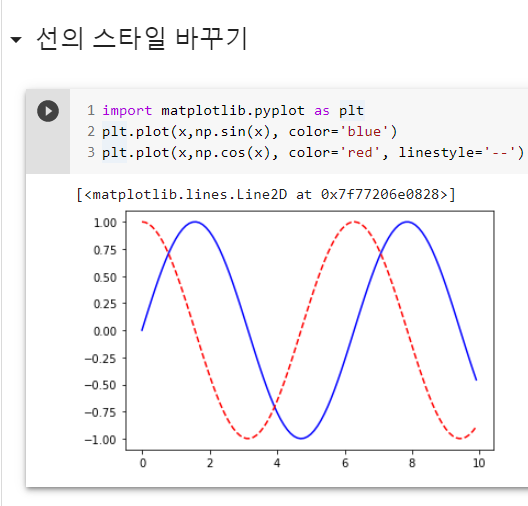 선의 스타일 바꾸기
1 import matplotlib.pyplot as plt
2 plt.plot(x,np.sin(x), color='blue')
3 plt.plot(x,np.cos(x), color='red', linestyle='--')
[<matplotlib.lines.Line2D at 0x7f77206e0828>]
1.00
0.75
0.50
0.25
0.00
−0.25
−0.50
−0.75
−1.00
0 2 4 6 8 10